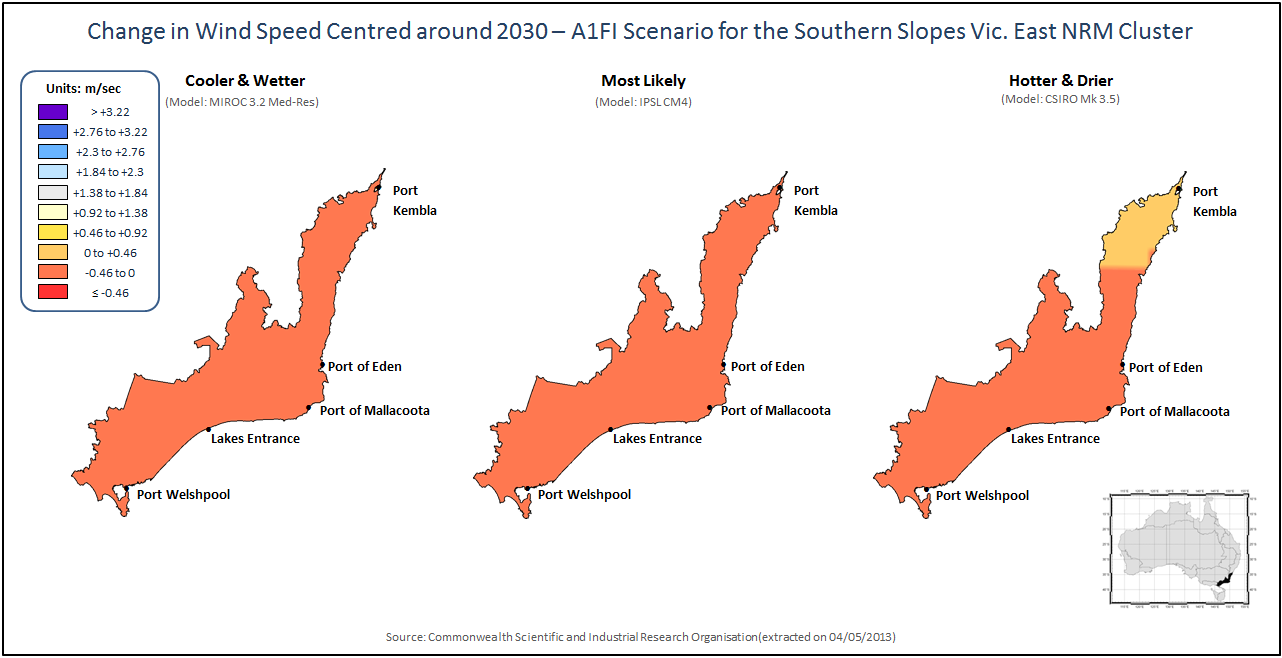 Change in Wind Speed Centred around 2030 – A1FI Scenario for the Southern Slopes Vic. East NRM Cluster
Units: m/sec
> +3.22
+2.76 to +3.22
+2.3 to +2.76
+1.84 to +2.3
+1.38 to +1.84
+0.92 to +1.38
+0.46 to +0.92
0 to +0.46
-0.46 to 0
≤ -0.46
Cooler & Wetter
(Model: MIROC 3.2 Med-Res)
Port
Kembla
Port of Eden
Port of Mallacoota
Lakes Entrance
Port Welshpool
Most Likely
(Model: IPSL CM4)
Port
Kembla
Port of Eden
Port of Mallacoota
Lakes Entrance
Port Welshpool
Hotter & Drier
(Model: CSIRO Mk 3.5)
Port
Kembla
Port of Eden
Port of Mallacoota
Lakes Entrance
Port Welshpool
Source: Commonwealth Scientific and Industrial Research Organisation(extracted on 04/05/2013)